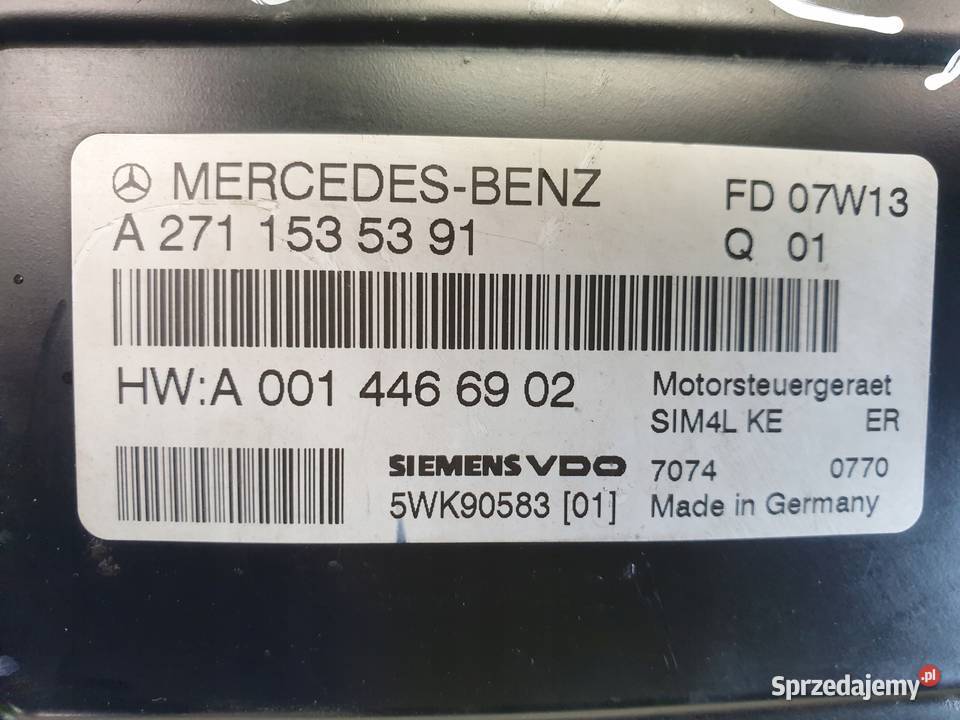 MERCEDES-BENZ
A 271 153 53 91
FD 07W13
Q 01
HW:A 001 446 69 02
Motorsteuergeraet
SIM4L KE ER
SIEMENS VDO
5WK90583 [01]
7074 0770
Made in Germany
Sprzedajemy.pl